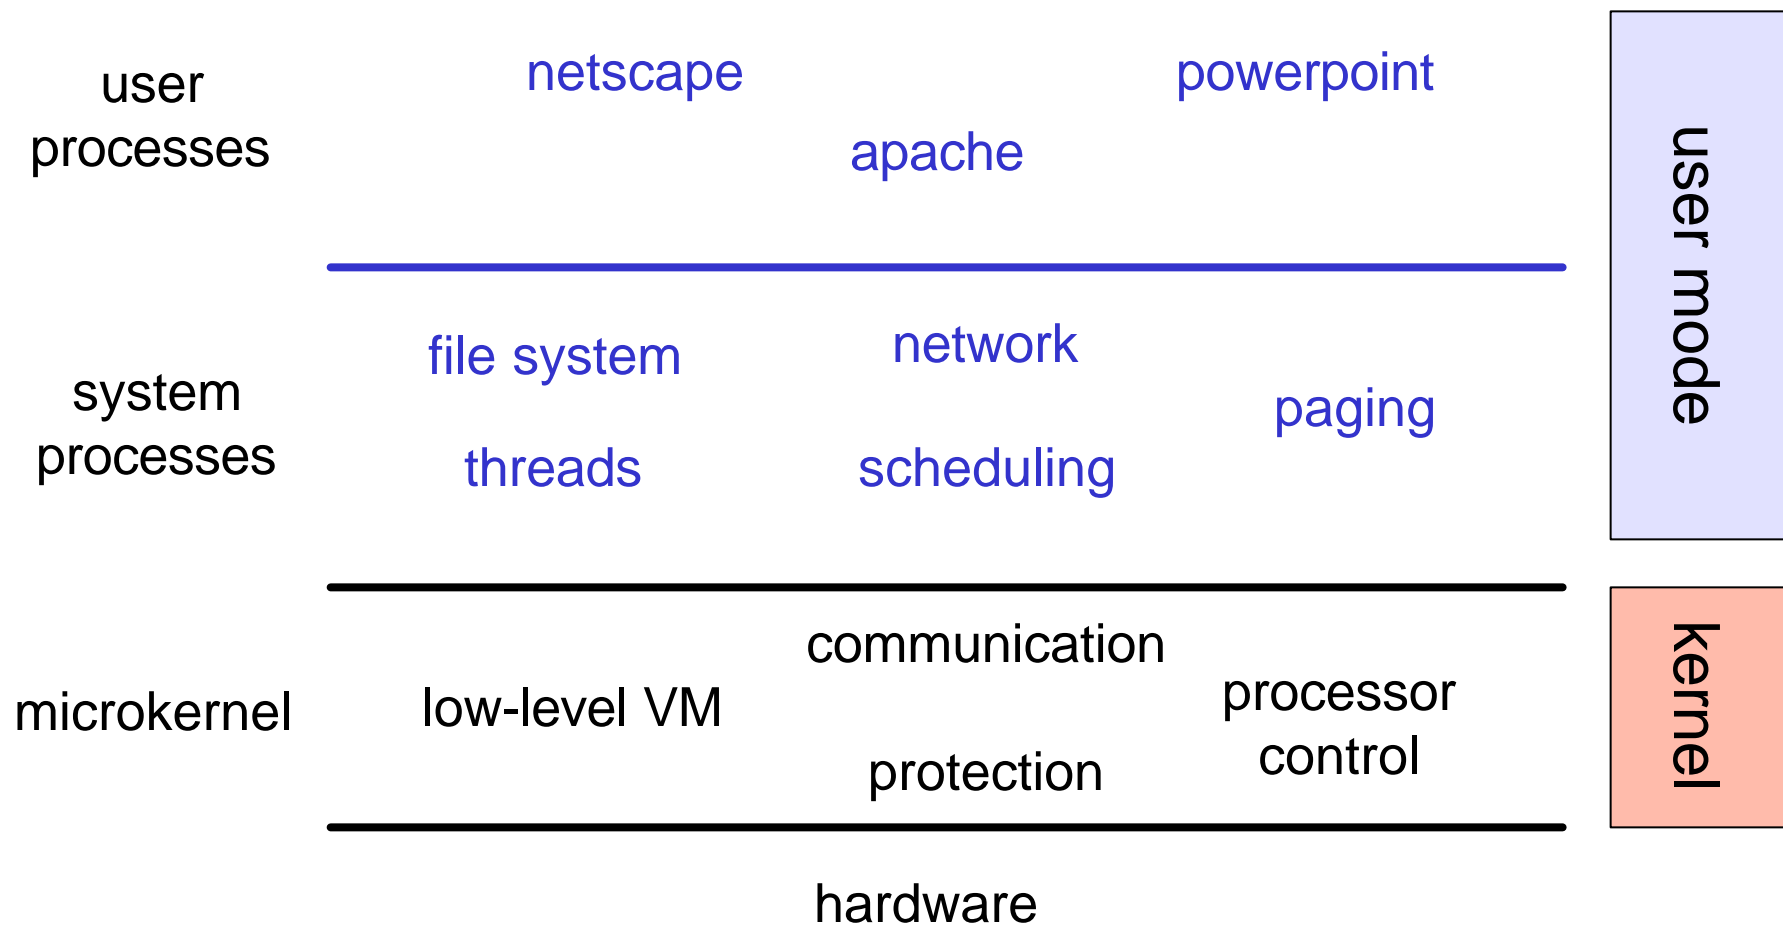 user
processes
netscape
powerpoint
apache
user mode
system
processes
file system
network
paging
threads
scheduling
microkernel
communication
low-level VM
processor
control
protection
kernel
hardware